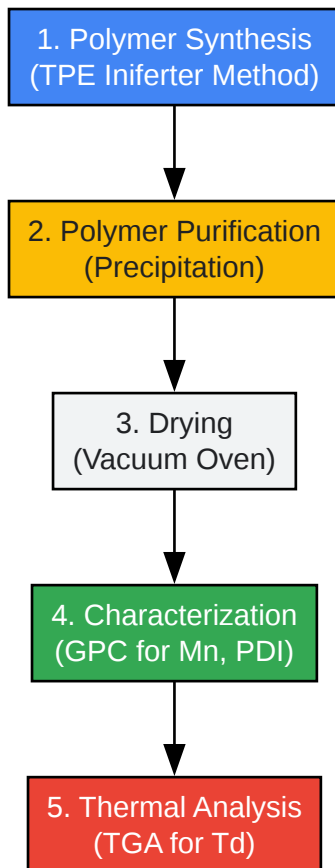 1. Polymer Synthesis
(TPE Iniferter Method)
2. Polymer Purification
(Precipitation)
3. Drying
(Vacuum Oven)
4. Characterization
(GPC for Mn, PDI)
5. Thermal Analysis
(TGA for Td)